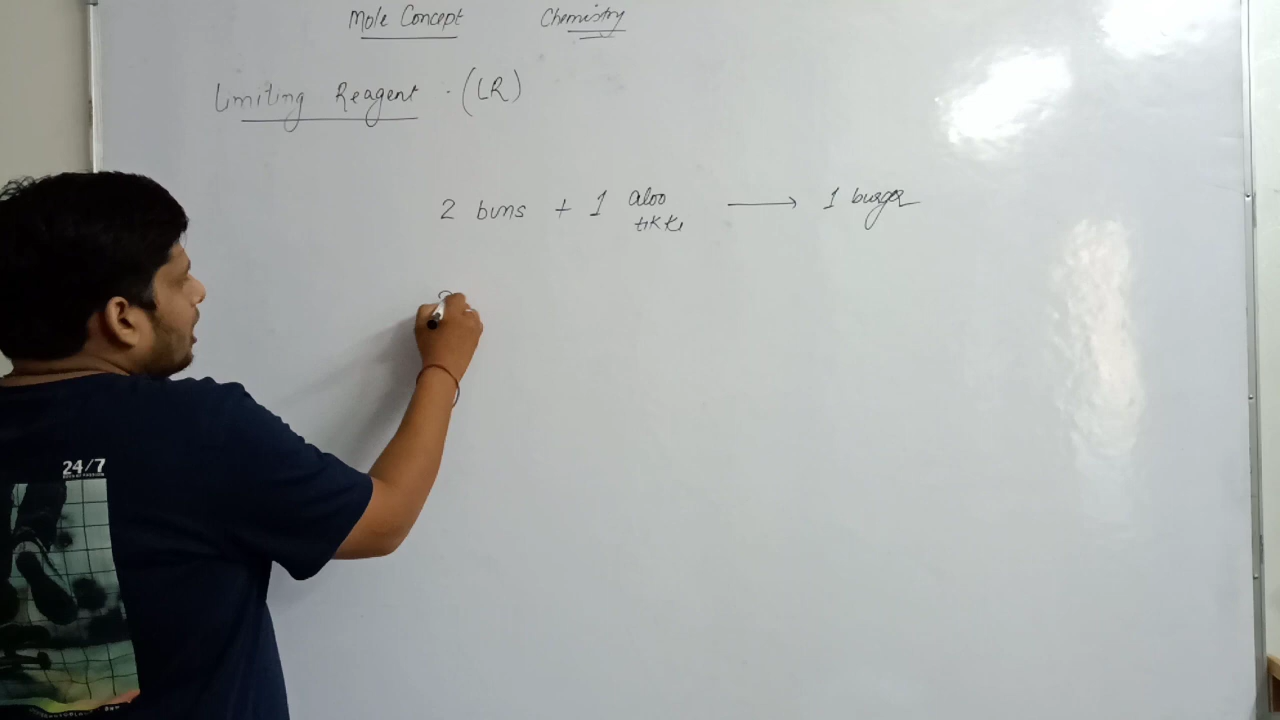 Mole Concept Chemistry
Limiting Reagent . (LR)
2 buns + 1 aloo tikki → 1 burger
24/7